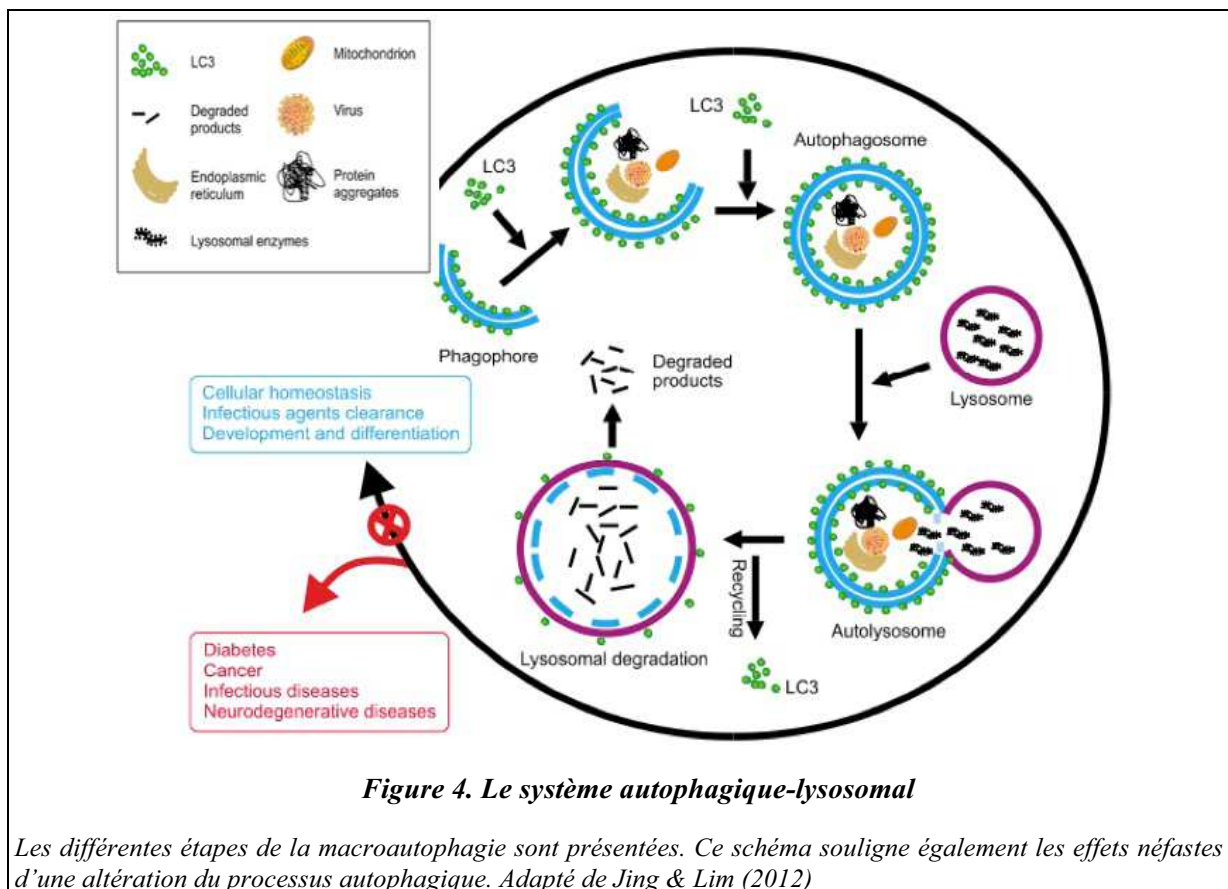 LC3
Mitochondrion
Degraded
products
Virus
Endoplasmic
reticulum
Protein
aggregates
Lysosomal enzymes
LC3
LC3
Autophagosome
Phagophore
Degraded
products
Lysosome
Cellular homeostasis
Infectious agents clearance
Development and differentiation
Recycling
Autolysosome
Lysosomal degradation
LC3
Diabetes
Cancer
Infectious diseases
Neurodegenerative diseases
Figure 4. Le système autophagique-lysosomal
Les différentes étapes de la macroautophagie sont présentées. Ce schéma souligne également les effets néfastes
d'une altération du processus autophagique. Adapté de Jing & Lim (2012)